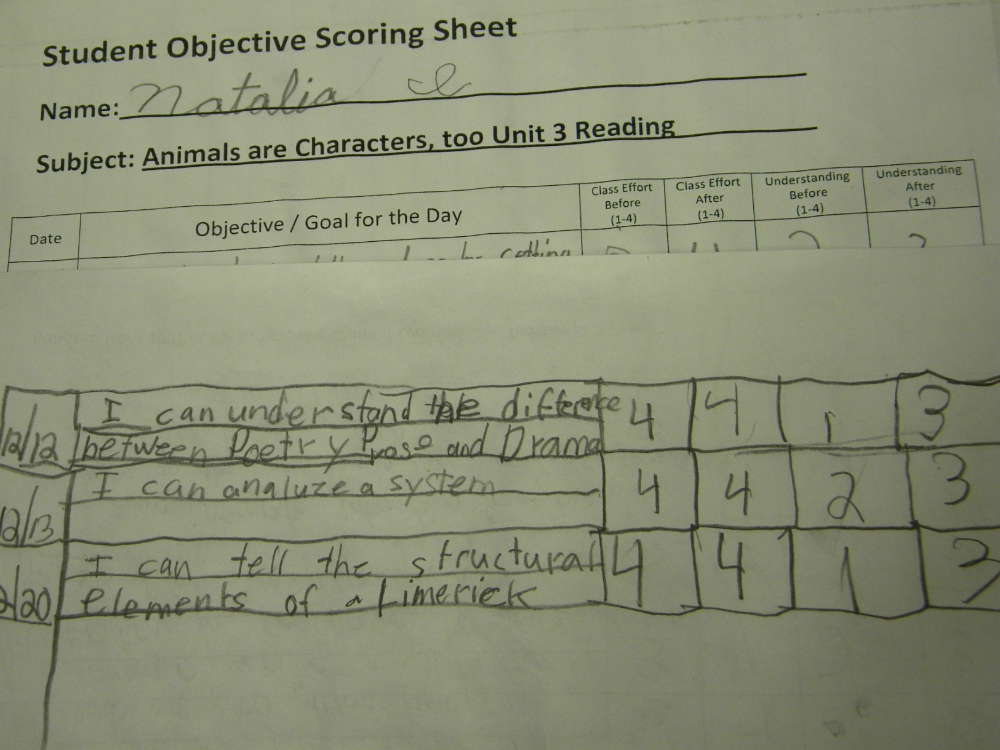 Student Objective Scoring Sheet
Name: Natalia
Subject: Animals are Characters, too Unit 3 Reading
Date
Objective / Goal for the Day
Class Effort
Before
(1-4)
Class Effort
After
(1-4)
Understanding
Before
(1-4)
Understanding
After
(1-4)
12/12 I can understand the difference 4 4 1 3
between Poetry Prose and Drama
12/13 I can analuze a system 4 4 2 3
/20 I can tell the structural 4 4 1 3
elements of a Limerick